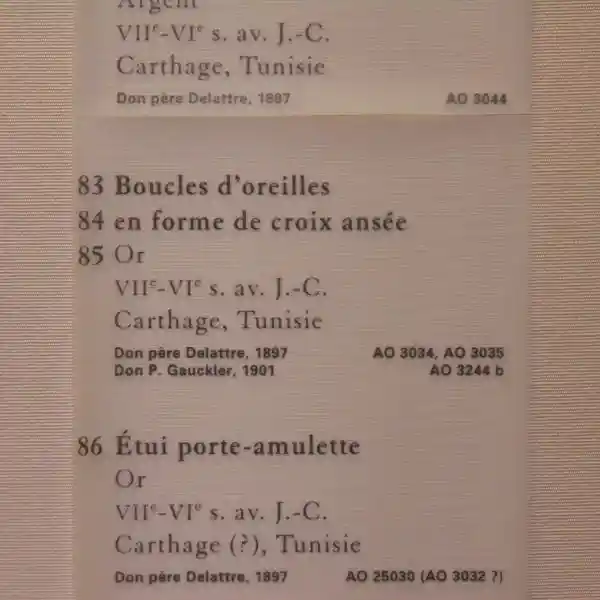 Argent
VIIᵉ-VIᵉ s. av. J.-C.
Carthage, Tunisie
Don père Delattre, 1897 AO 3044
83 Boucles d'oreilles
84 en forme de croix ansée
85 Or
VIIᵉ-VIᵉ s. av. J.-C.
Carthage, Tunisie
Don père Delattre, 1897 AO 3034, AO 3035
Don P. Gauckler, 1901 AO 3244 b
86 Étui porte-amulette
Or
VIIᵉ-VIᵉ s. av. J.-C.
Carthage (?), Tunisie
Don père Delattre, 1897 AO 25030 (AO 3032 ?)